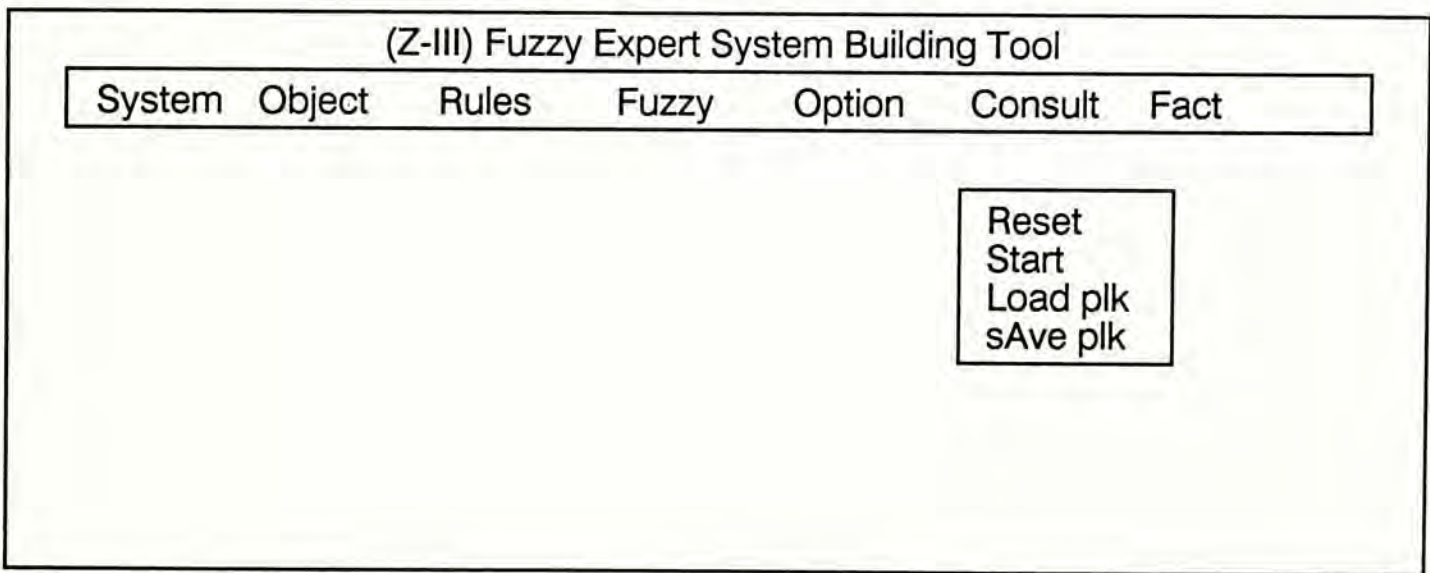 (Z-III) Fuzzy Expert System Building Tool
System Object Rules Fuzzy Option Consult Fact
Reset
Start
Load plk
sAve plk